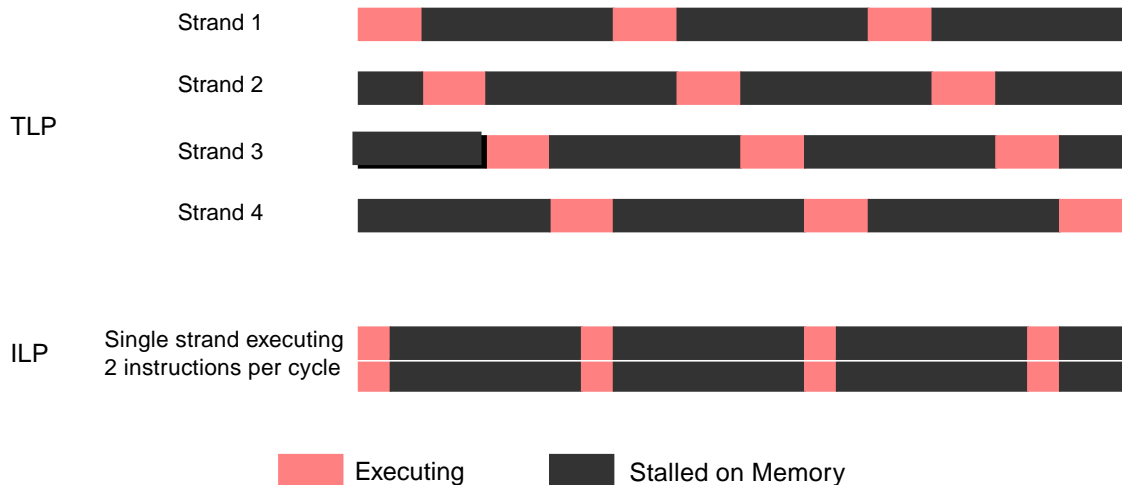 Strand 1
Strand 2
TLP
Strand 3
Strand 4
Single strand executing
ILP
2 instructions per cycle
Executing
Stalled on Memory